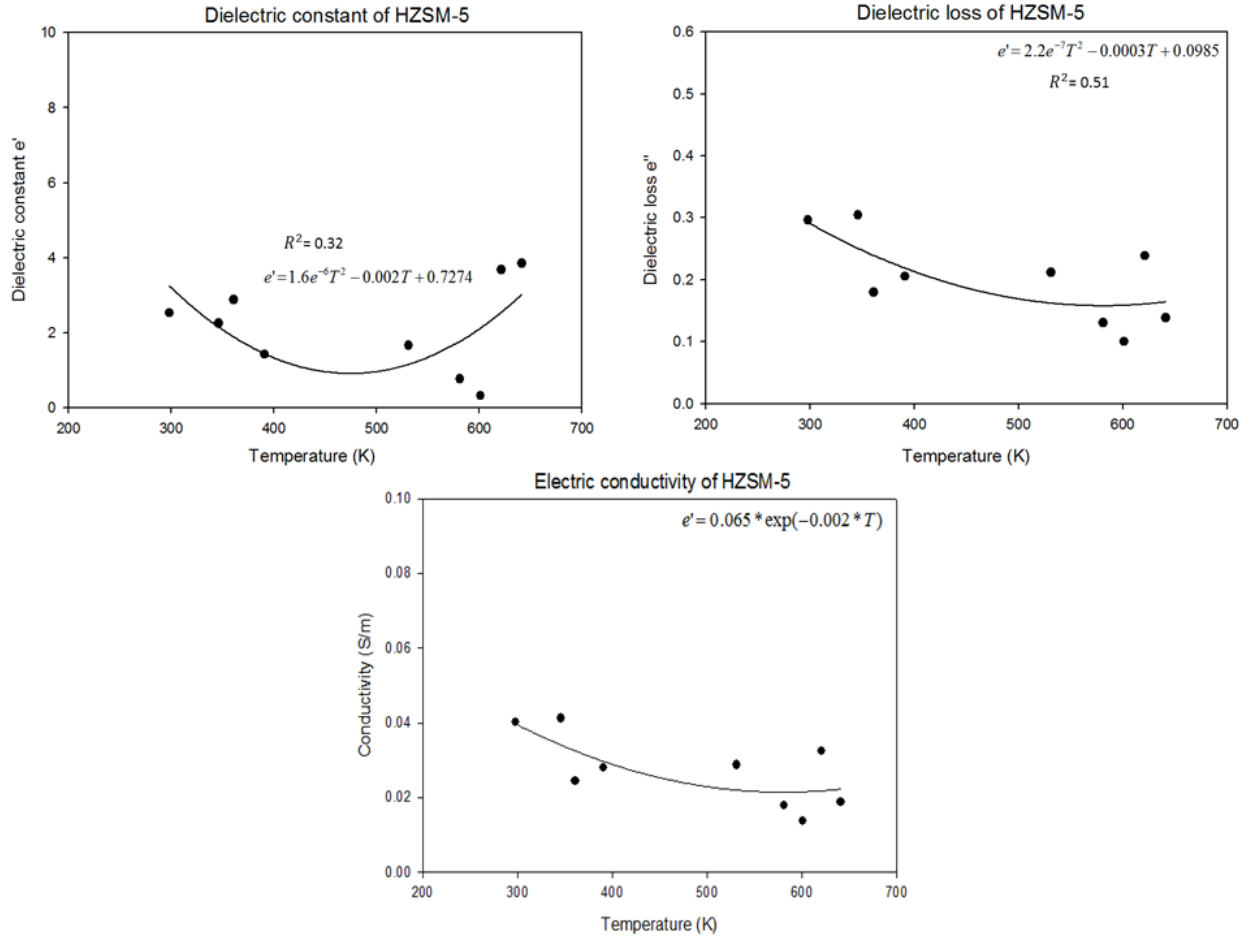 Dielectric constant of HZSM-5
10
8
6
4
2
0
Dielectric constant e'
R²= 0.32
e'=1.6e⁻⁶T²−0.002T+0.7274
200 300 400 500 600 700
Temperature (K)
Dielectric loss of HZSM-5
0.6
0.5
0.4
0.3
0.2
0.1
0.0
Dielectric loss e"
e'=2.2e⁻⁷T²−0.0003T+0.0985
R²= 0.51
200 300 400 500 600 700
Temperature (K)
Electric conductivity of HZSM-5
0.10
0.08
0.06
0.04
0.02
0.00
Conductivity (S/m)
e'=0.065*exp(−0.002*T)
200 300 400 500 600 700
Temperature (K)